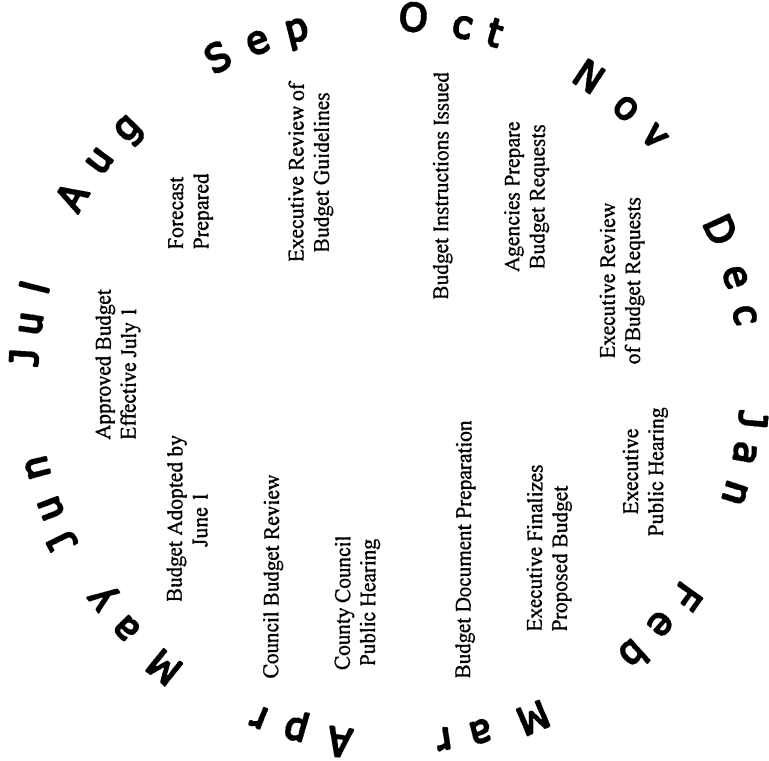 Jan
Feb
Mar
Apr
May
Jun
Jul
Aug
Sep
Oct
Nov
Dec
Approved Budget
Effective July 1
Forecast
Prepared
Executive Review of
Budget Guidelines
Budget Instructions Issued
Agencies Prepare
Budget Requests
Executive Review
of Budget Requests
Executive
Public Hearing
Executive Finalizes
Proposed Budget
Budget Document Preparation
County Council
Public Hearing
Council Budget Review
Budget Adopted by
June 1